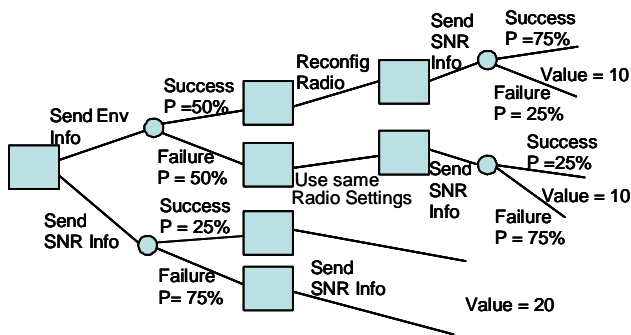 Send Env
Info
Success
P =50%
Reconfig
Radio
Send
SNR
Info
Success
P =75%
Value = 10
Failure
P = 25%
Failure
P = 50%
Use same
Radio Settings
Send
SNR
Info
Success
P =25%
Value = 10
Failure
P = 75%
Send
SNR Info
Success
P = 25%
Failure
P= 75%
Send
SNR Info
Value = 20